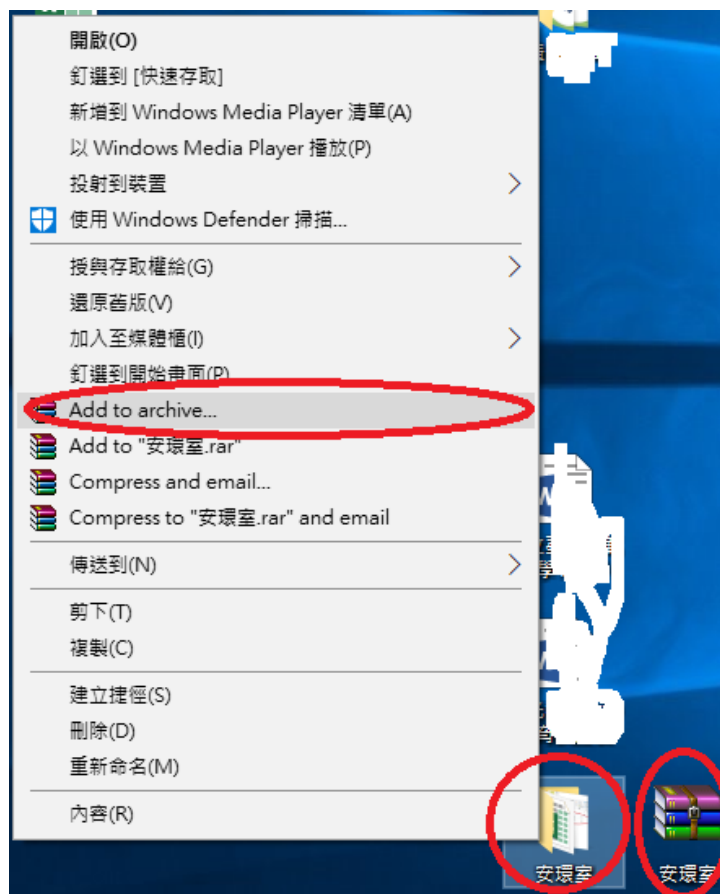 開啟(O)
釘選到 [快速存取]
新增到 Windows Media Player 清單(A)
以 Windows Media Player 播放(P)
投射到裝置
使用 Windows Defender 掃描...
授與存取權給(G)
還原舊版(V)
加入至媒體櫃(I)
釘選到開始畫面(P)
Add to archive...
Add to "安環室.rar"
Compress and email...
Compress to "安環室.rar" and email
傳送到(N)
剪下(T)
複製(C)
建立捷徑(S)
刪除(D)
重新命名(M)
內容(R)
安環室
安環室